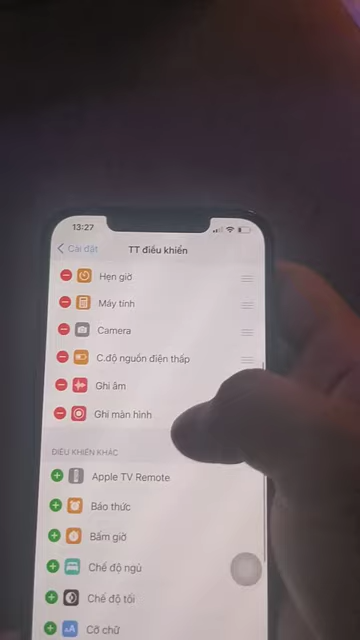 13:27
Cài đặt
TT điều khiển
Hẹn giờ
Máy tính
Camera
C.độ nguồn điện thấp
Ghi âm
Ghi màn hình
ĐIỀU KHIỂN KHÁC
Apple TV Remote
Báo thức
Bấm giờ
Chế độ ngủ
Chế độ tối
AA Cỡ chữ